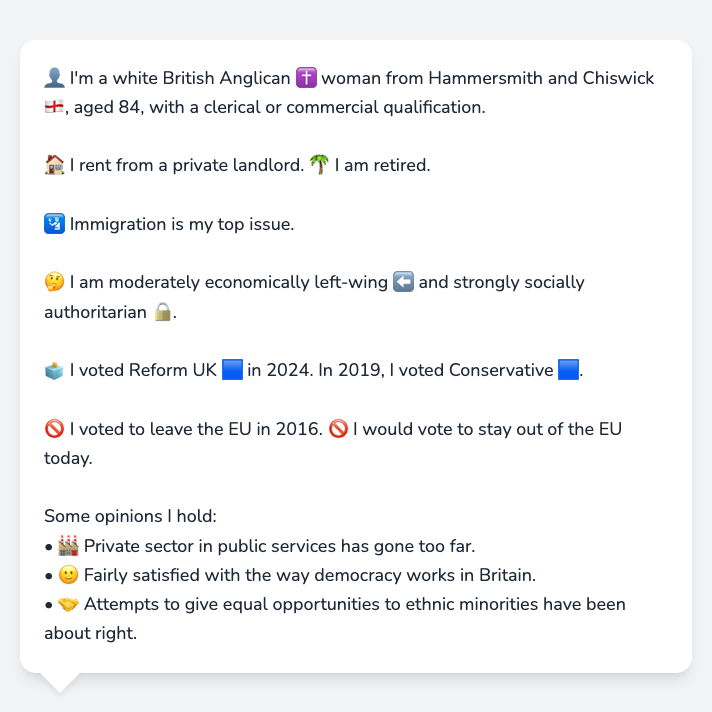 👤 I'm a white British Anglican ✝️ woman from Hammersmith and Chiswick
🏴󠁧󠁢󠁥󠁮󠁧󠁿, aged 84, with a clerical or commercial qualification.
🏠 I rent from a private landlord. 🌴 I am retired.
🛂 Immigration is my top issue.
🤔 I am moderately economically left-wing ⬅️ and strongly socially
authoritarian 🔒.
🗳️ I voted Reform UK 🟦 in 2024. In 2019, I voted Conservative 🟦.
🚫 I voted to leave the EU in 2016. 🚫 I would vote to stay out of the EU
today.
Some opinions I hold:
• 🏭 Private sector in public services has gone too far.
• 🙂 Fairly satisfied with the way democracy works in Britain.
• 🤝 Attempts to give equal opportunities to ethnic minorities have been
about right.